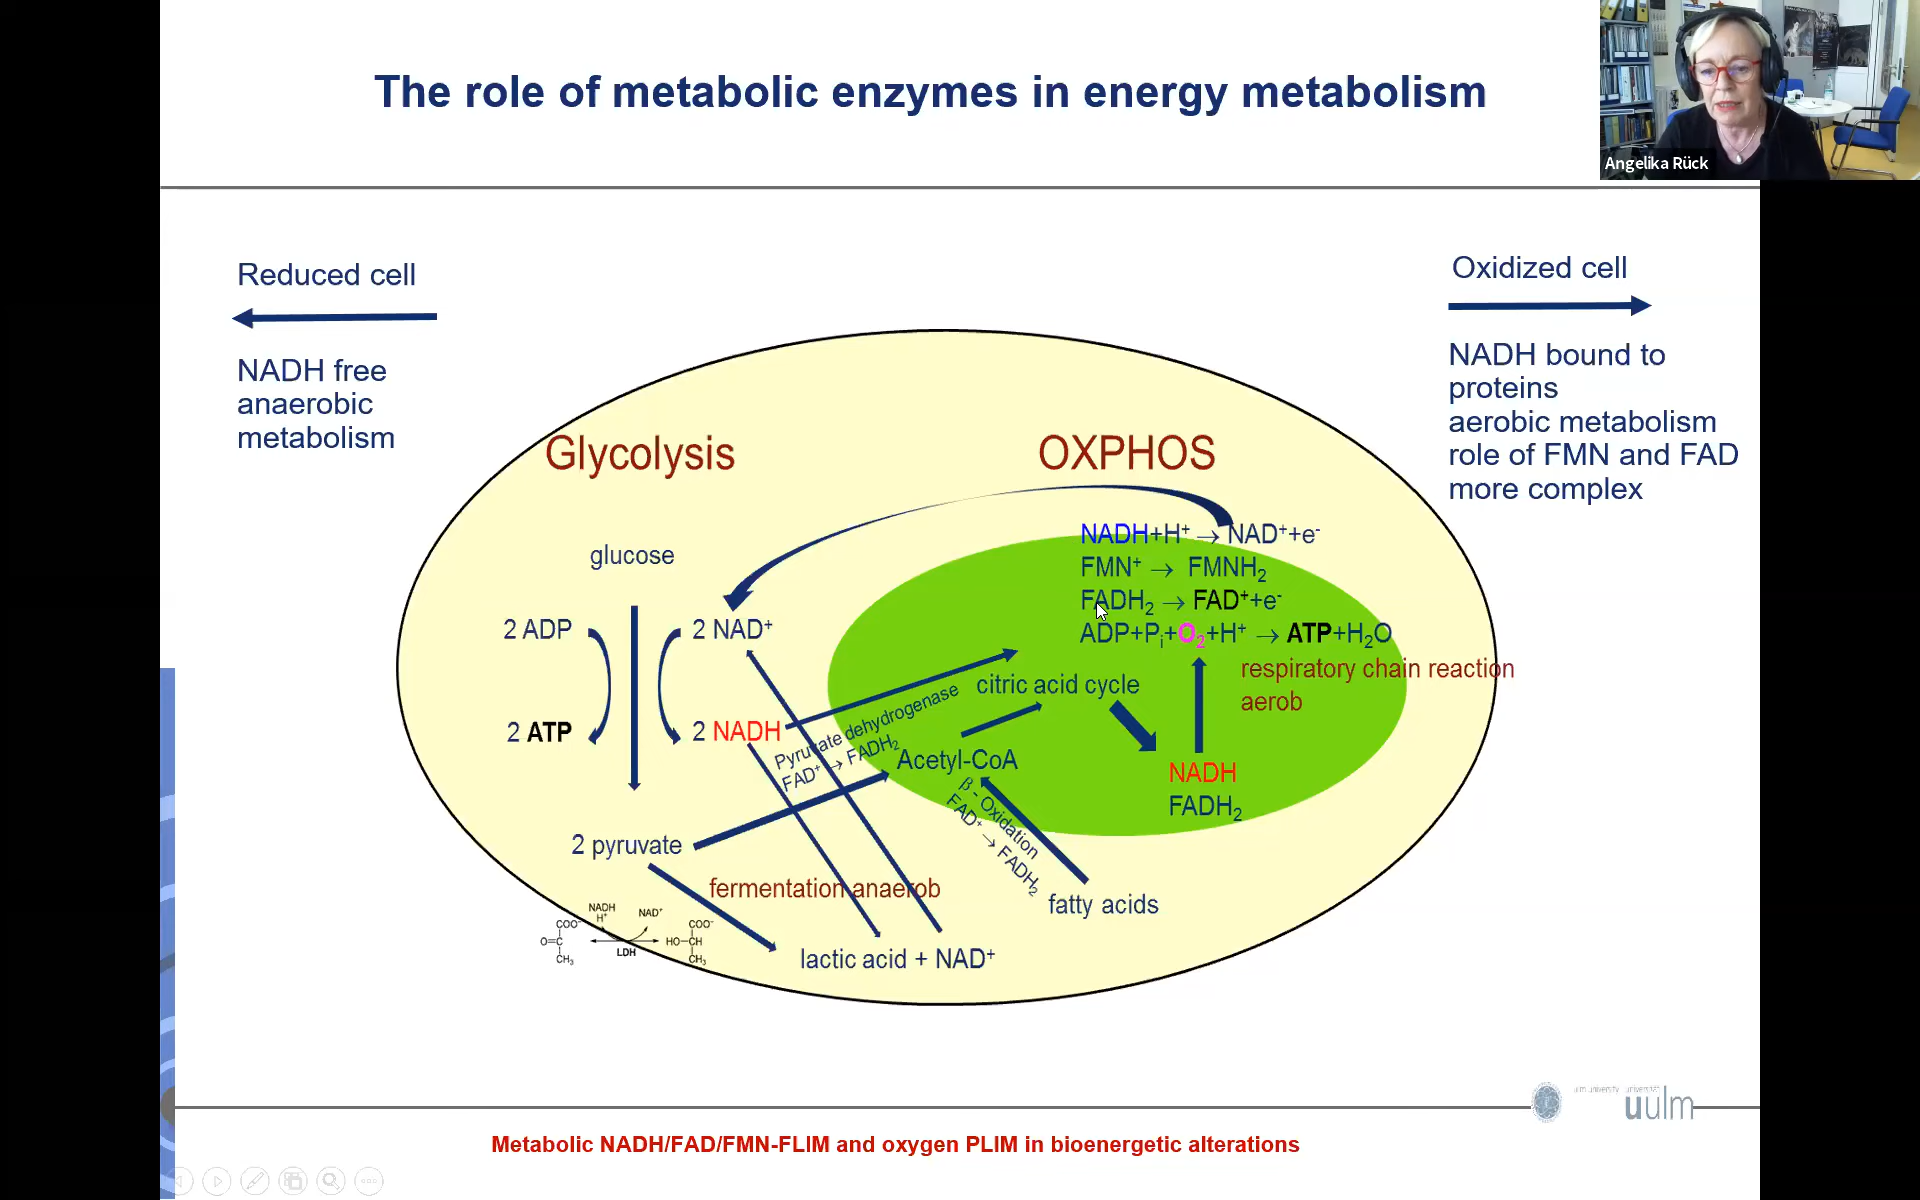 The role of metabolic enzymes in energy metabolism
Angelika Rück
Reduced cell
NADH free
anaerobic
metabolism
Oxidized cell
NADH bound to
proteins
aerobic metabolism
role of FMN and FAD
more complex
Glycolysis
OXPHOS
glucose
2 ADP
2 ATP
2 NAD⁺
2 NADH
2 pyruvate
NADH+H⁺ → NAD⁺+e⁻
FMN⁺ → FMNH₂
FADH₂ → FAD⁺+e⁻
ADP+Pᵢ+O₂+H⁺ → ATP+H₂O
respiratory chain reaction
aerob
citric acid cycle
Pyruvate dehydrogenase
FAD⁺ → FADH₂
Acetyl-CoA
NADH
FADH₂
β - Oxidation
FAD⁺ → FADH₂
fatty acids
fermentation anaerob
lactic acid + NAD⁺
NADH
H⁺
NAD⁺
COO⁻
O=C
CH₃
LDH
COO⁻
HO−CH
CH₃
uulm
Metabolic NADH/FAD/FMN-FLIM and oxygen PLIM in bioenergetic alterations